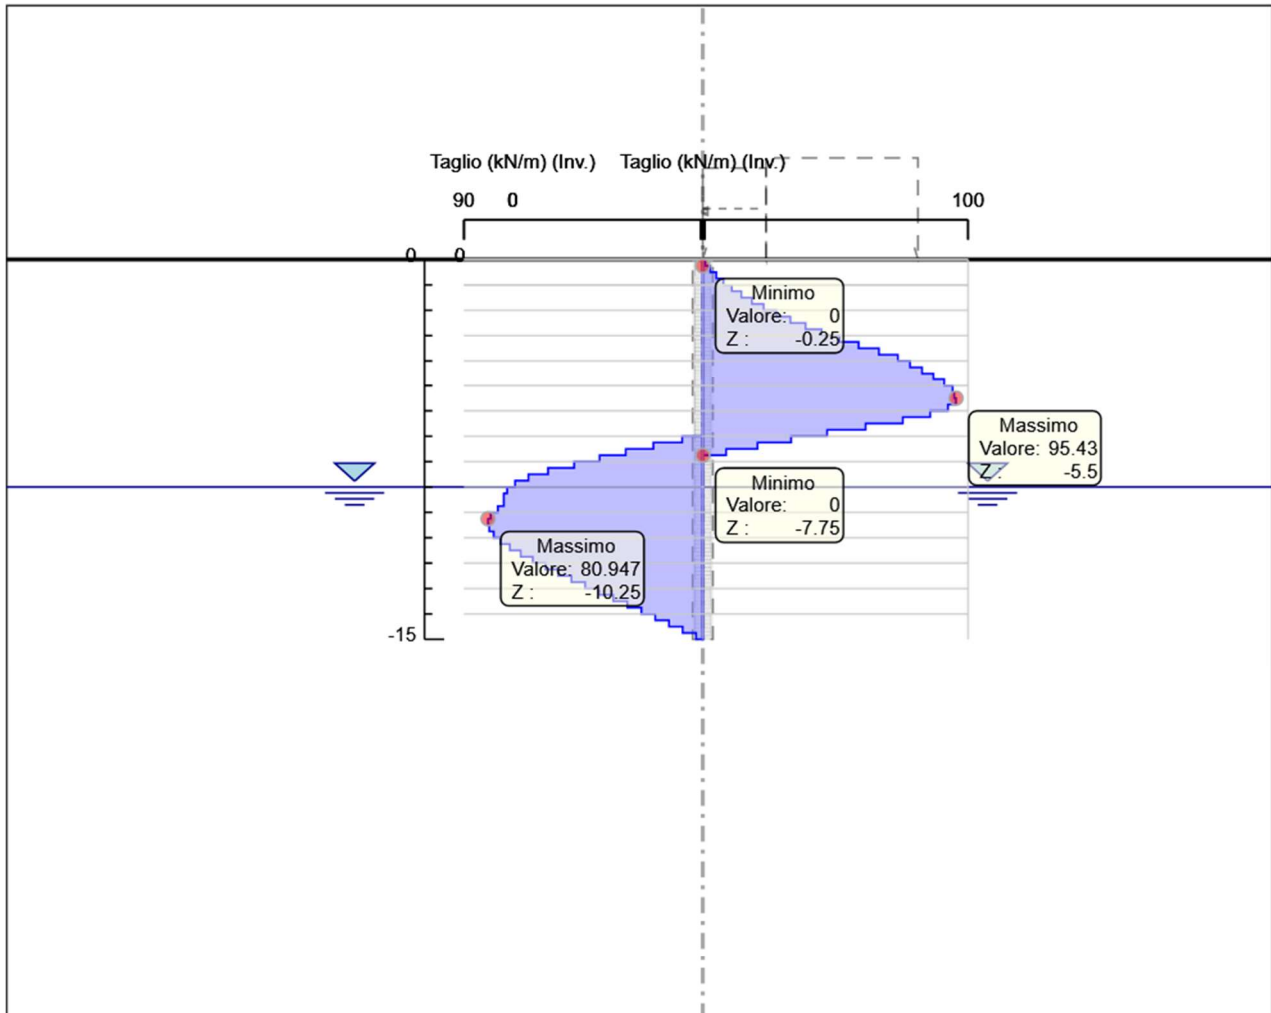 Taglio (kN/m) (Inv.) Taglio (kN/m) (Inv.)
90 0 100
0 0
Minimo
Valore: 0
Z : -0.25
Massimo
Valore: 95.43
Z : -5.5
Minimo
Valore: 0
Z : -7.75
Massimo
Valore: 80.947
Z : -10.25
-15